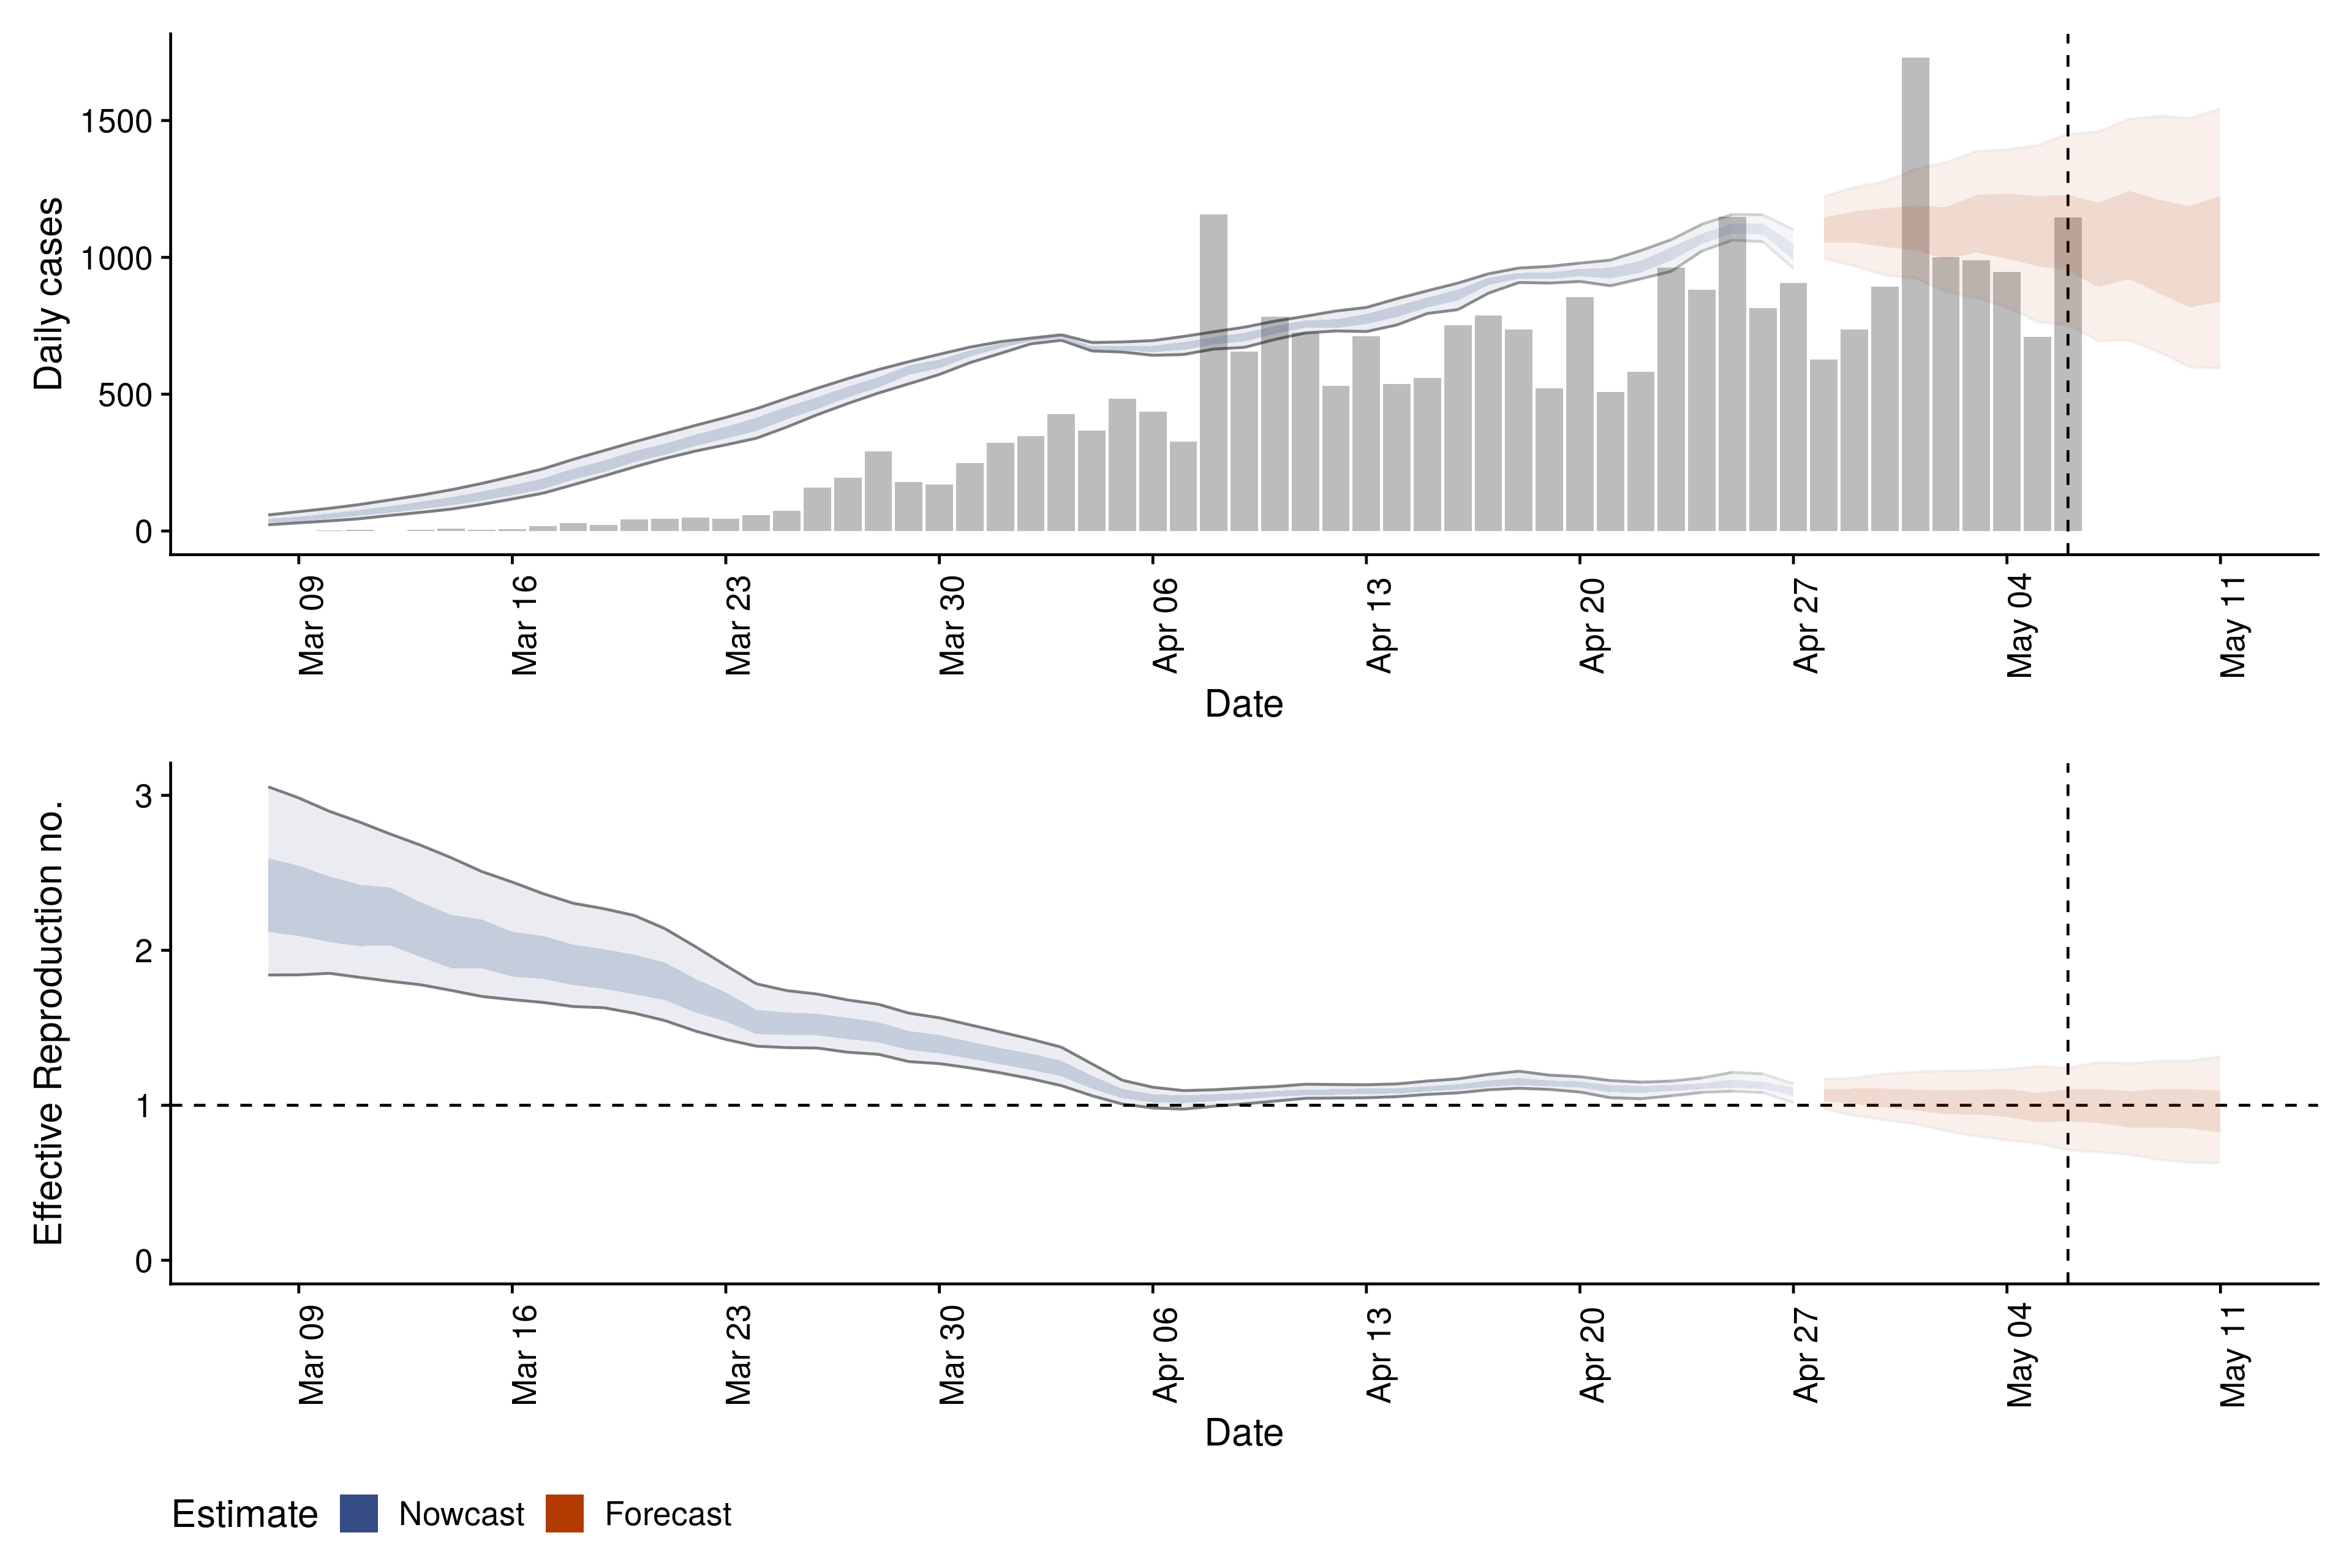 Daily cases
1500
1000
500
0
Mar 09
Mar 16
Mar 23
Mar 30
Apr 06
Apr 13
Apr 20
Apr 27
May 04
May 11
Date
Effective Reproduction no.
3
2
1
0
Mar 09
Mar 16
Mar 23
Mar 30
Apr 06
Apr 13
Apr 20
Apr 27
May 04
May 11
Date
Estimate Nowcast Forecast